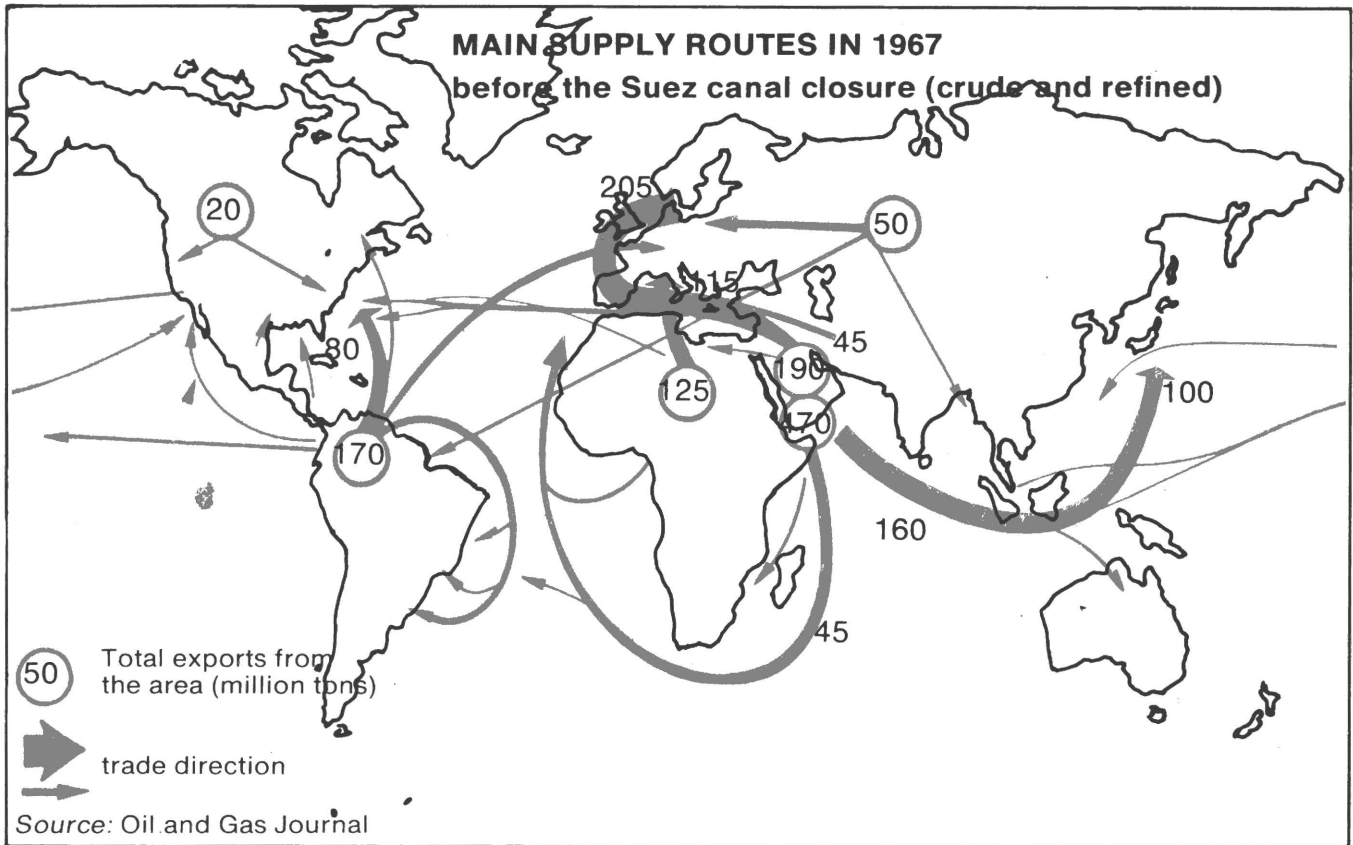 MAIN SUPPLY ROUTES IN 1967
before the Suez canal closure (crude and refined)
205
20
50
115
45
80
190
125
100
170
170
160
45
50
Total exports from
the area (million tons)
trade direction
Source: Oil and Gas Journal